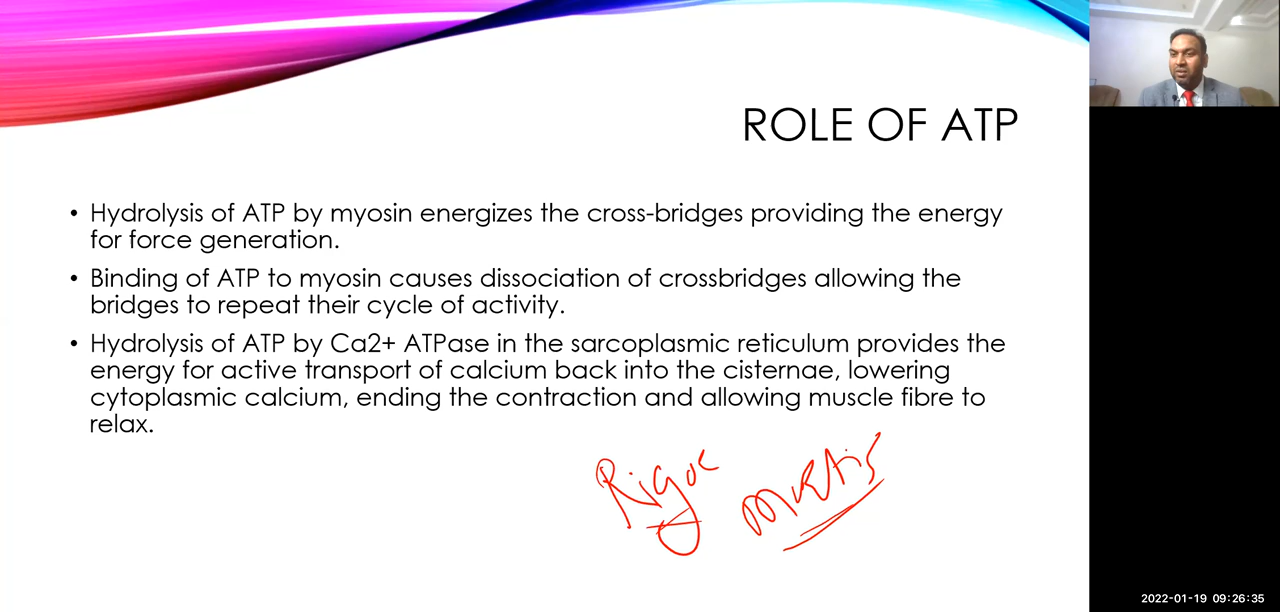 ROLE OF ATP
• Hydrolysis of ATP by myosin energizes the cross-bridges providing the energy
for force generation.
• Binding of ATP to myosin causes dissociation of crossbridges allowing the
bridges to repeat their cycle of activity.
• Hydrolysis of ATP by Ca2+ ATPase in the sarcoplasmic reticulum provides the
energy for active transport of calcium back into the cisternae, lowering
cytoplasmic calcium, ending the contraction and allowing muscle fibre to
relax.
Rigor mortis
2022-01-19 09:26:35